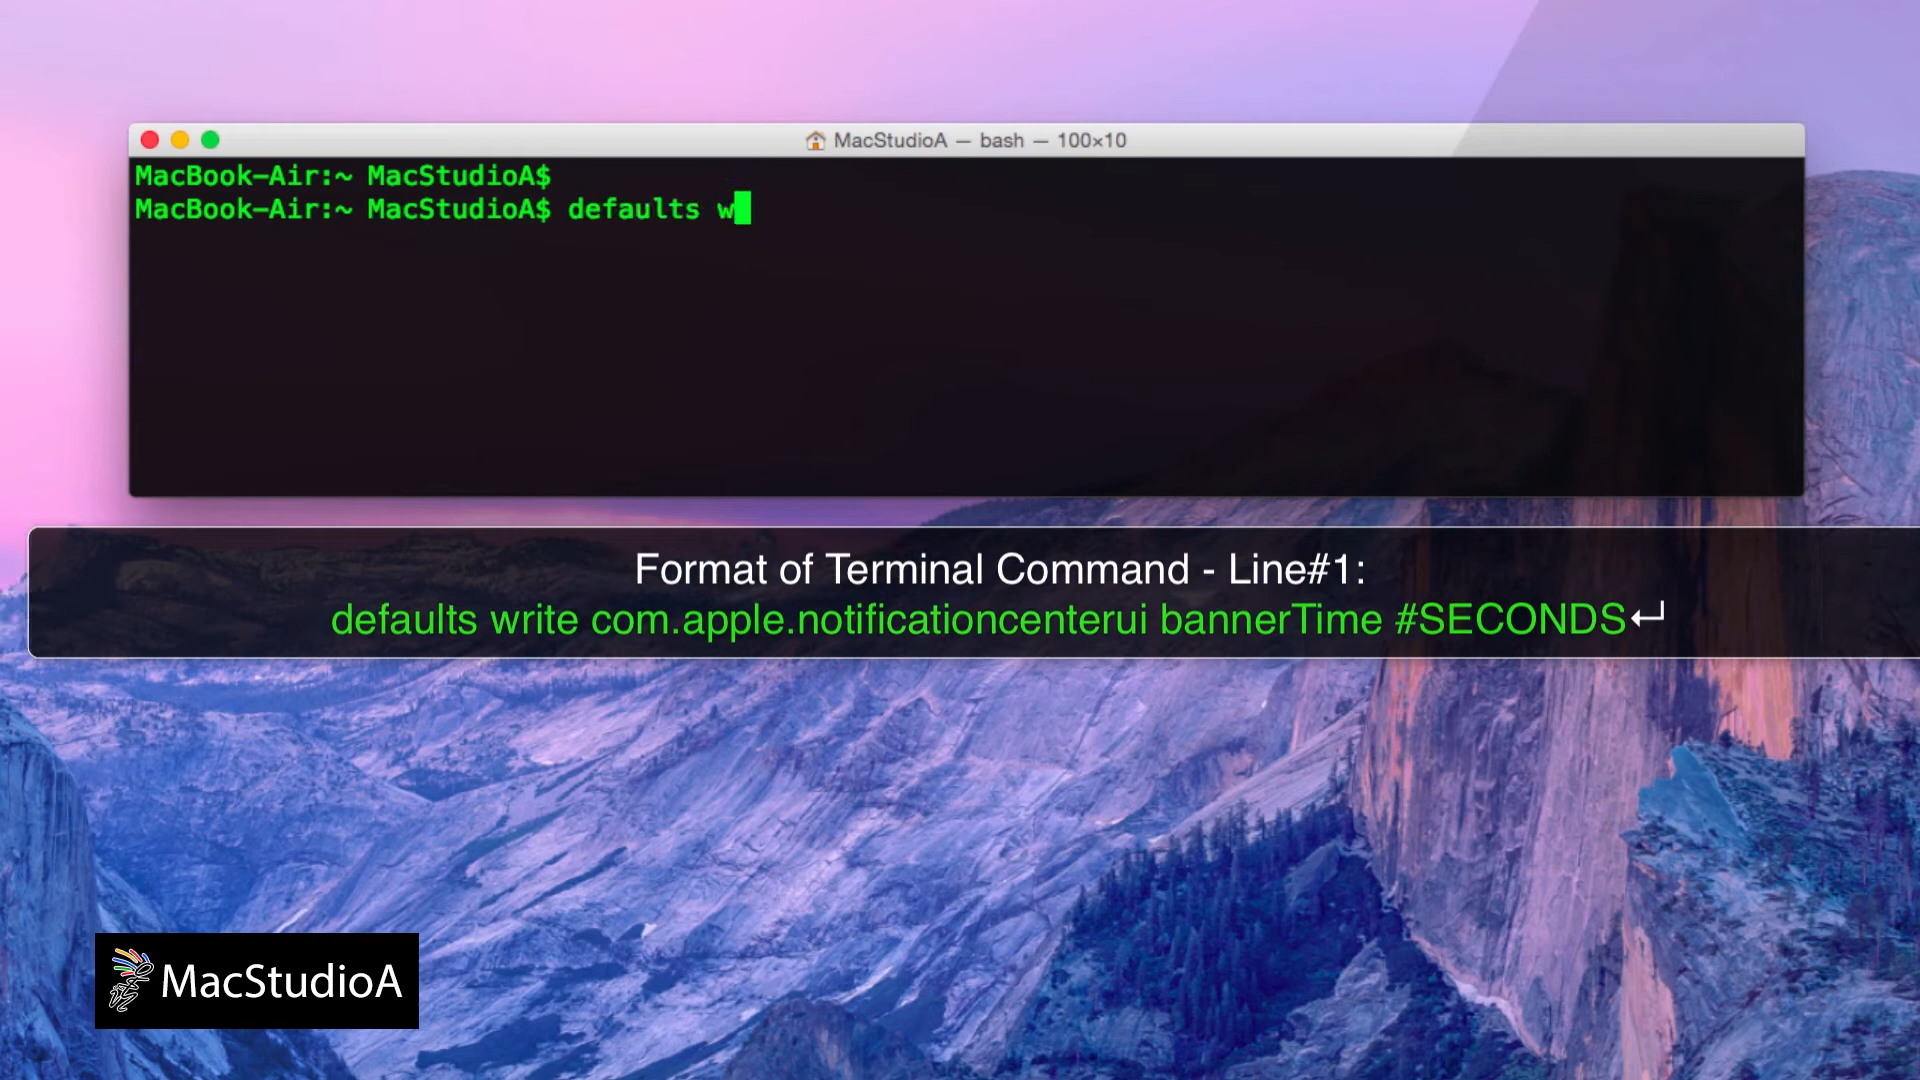 MacStudioA — bash — 100×10
MacBook-Air:~ MacStudioA$
MacBook-Air:~ MacStudioA$ defaults w
Format of Terminal Command - Line#1:
defaults write com.apple.notificationcenterui bannerTime #SECONDS↵
MacStudioA